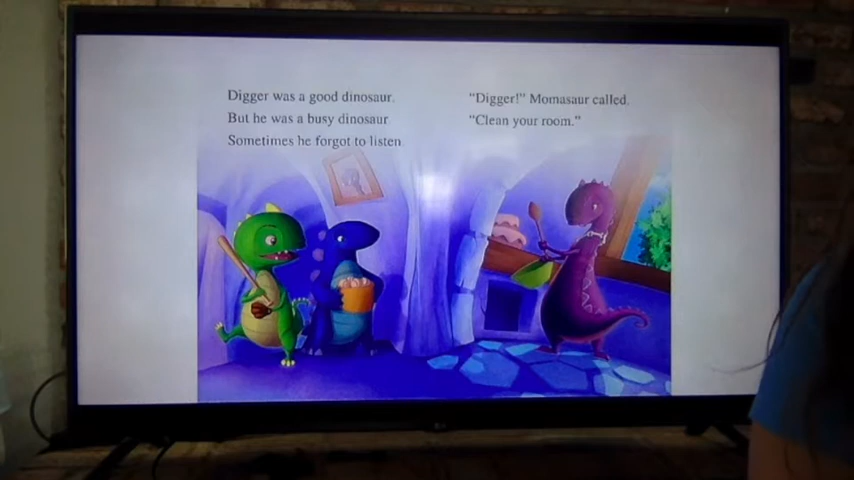 Digger was a good dinosaur.
But he was a busy dinosaur
Sometimes he forgot to listen
"Digger!" Momasaur called.
"Clean your room."